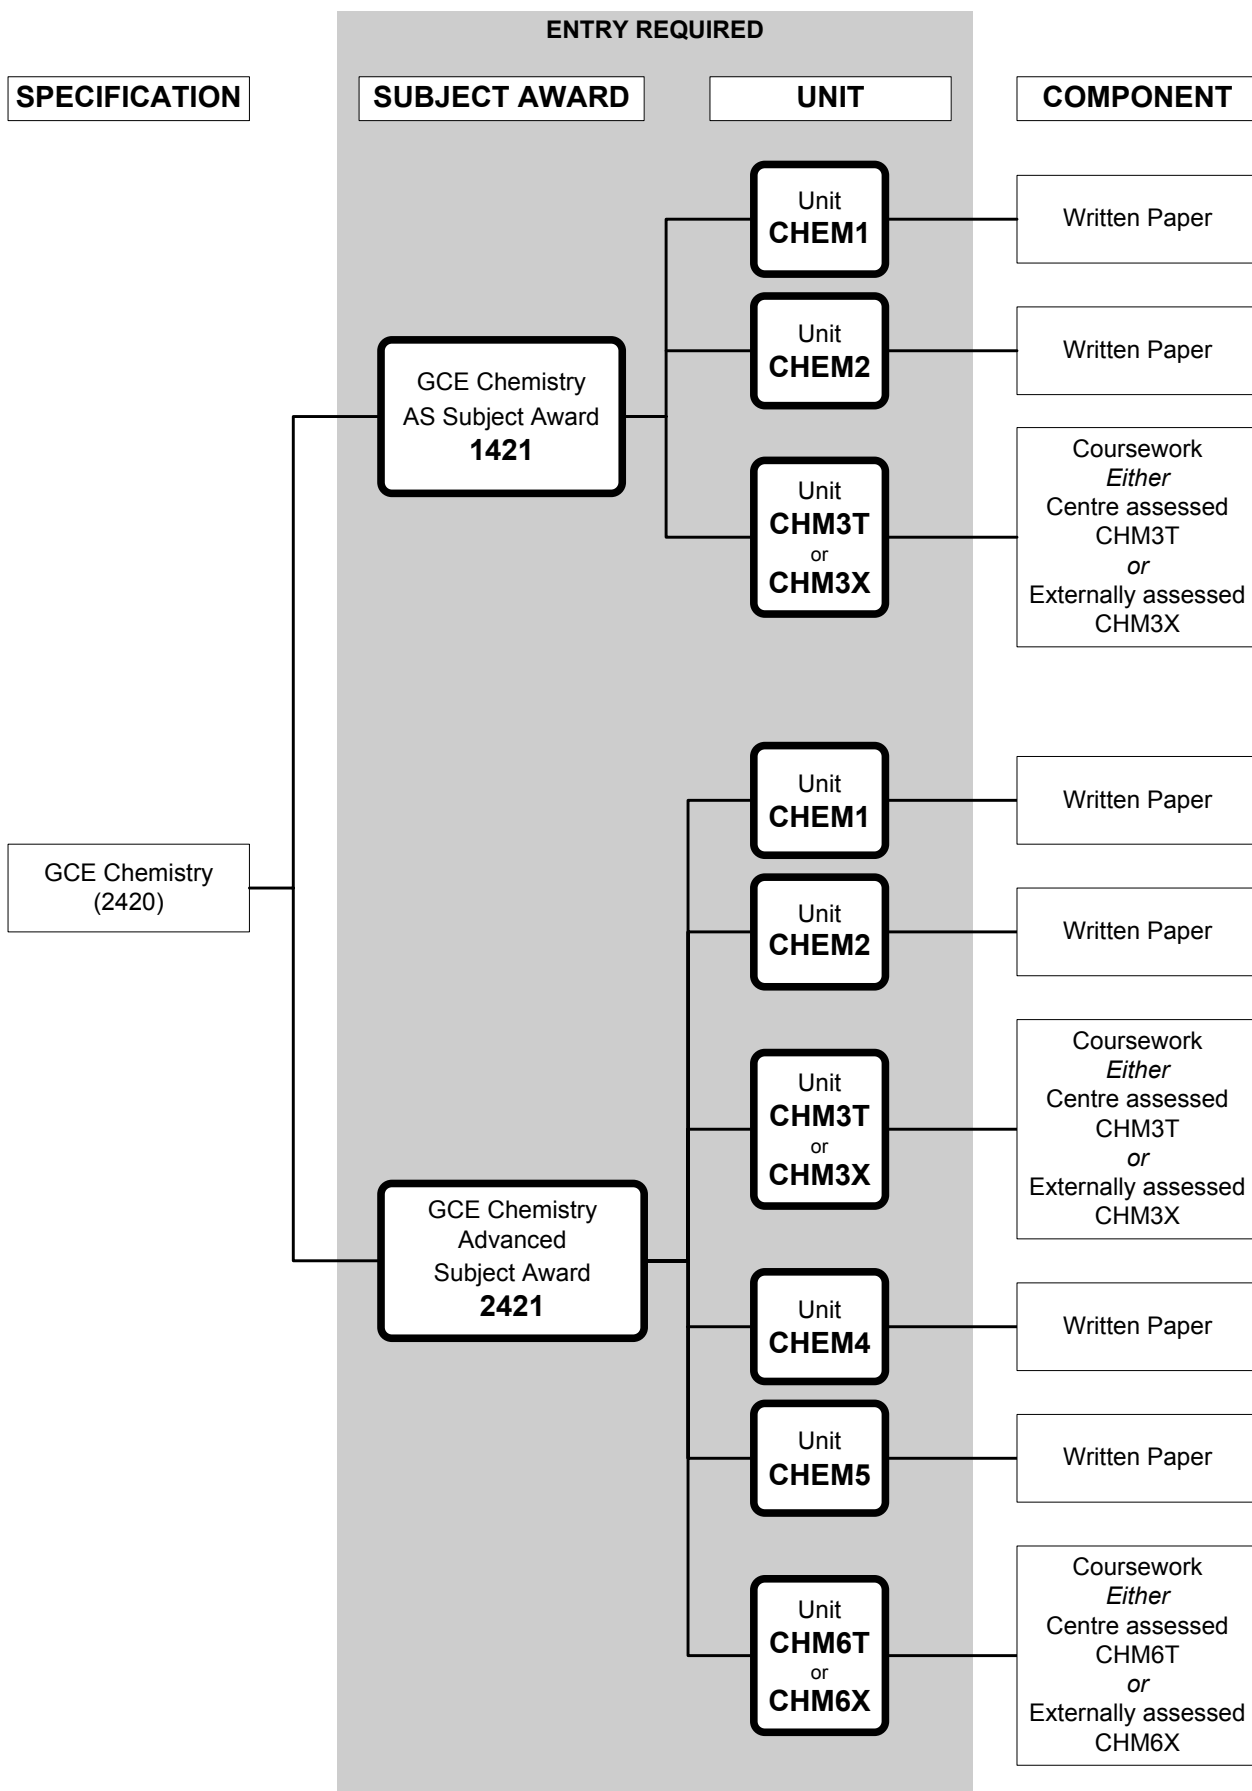 ENTRY REQUIRED
SPECIFICATION
SUBJECT AWARD
UNIT
COMPONENT
Unit
CHEM1
Written Paper
Unit
CHEM2
Written Paper
GCE Chemistry
AS Subject Award
1421
Unit
CHM3T
or
CHM3X
Coursework
Either
Centre assessed
CHM3T
or
Externally assessed
CHM3X
Unit
CHEM1
Written Paper
GCE Chemistry
(2420)
Unit
CHEM2
Written Paper
Unit
CHM3T
or
CHM3X
Coursework
Either
Centre assessed
CHM3T
or
Externally assessed
CHM3X
GCE Chemistry
Advanced
Subject Award
2421
Unit
CHEM4
Written Paper
Unit
CHEM5
Written Paper
Unit
CHM6T
or
CHM6X
Coursework
Either
Centre assessed
CHM6T
or
Externally assessed
CHM6X